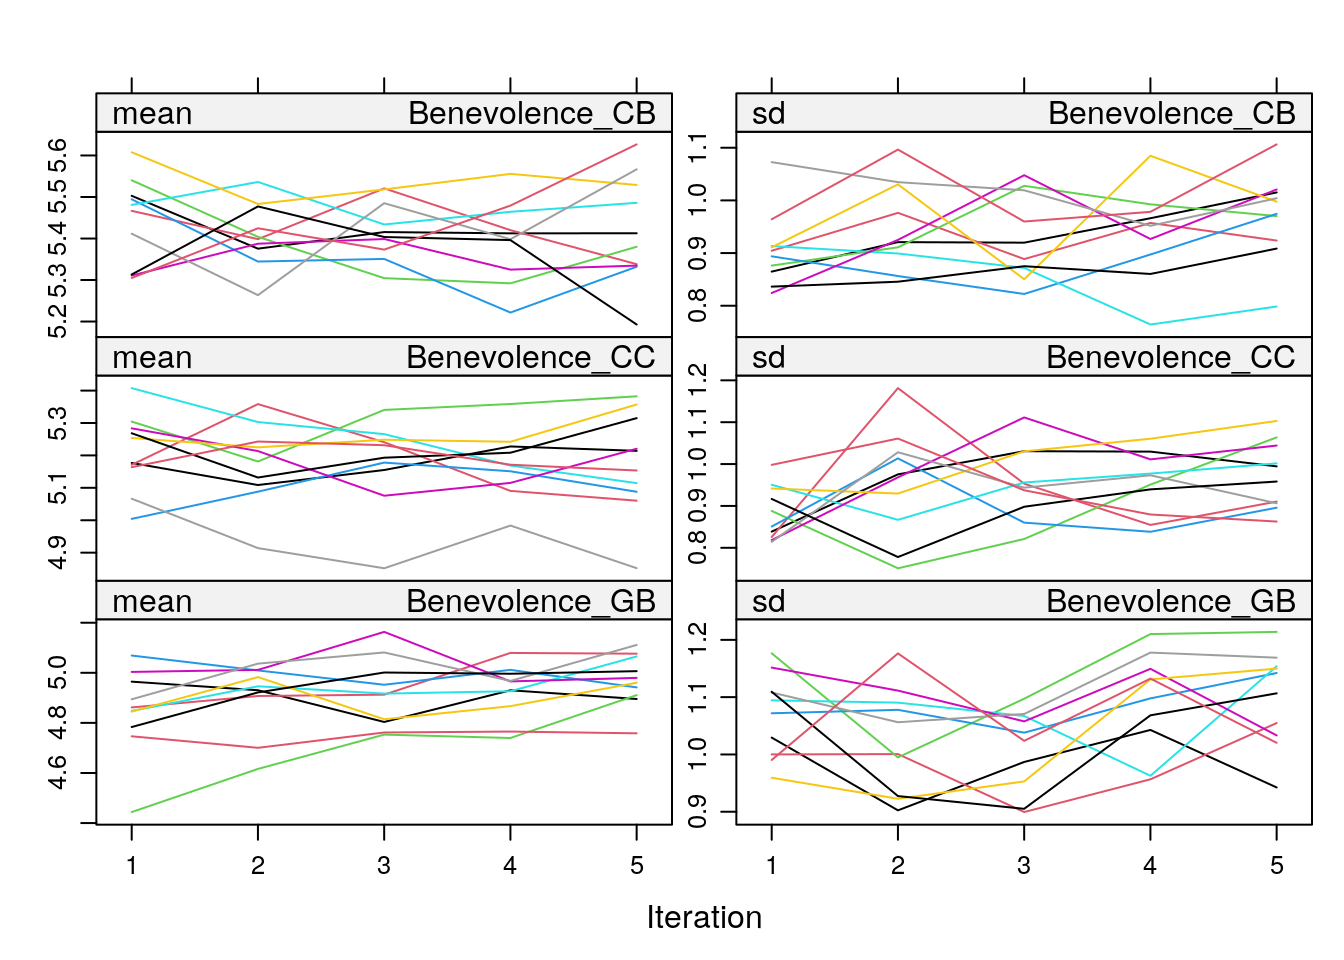 mean Benevolence_CB
sd Benevolence_CB
5.2 5.3 5.4 5.5 5.6
0.8 0.9 1.0 1.1
mean Benevolence_CC
sd Benevolence_CC
4.9 5.1 5.3
0.8 0.9 1.0 1.1 1.2
mean Benevolence_GB
sd Benevolence_GB
4.6 4.8 5.0
0.9 1.0 1.1 1.2
1 2 3 4 5
1 2 3 4 5
Iteration